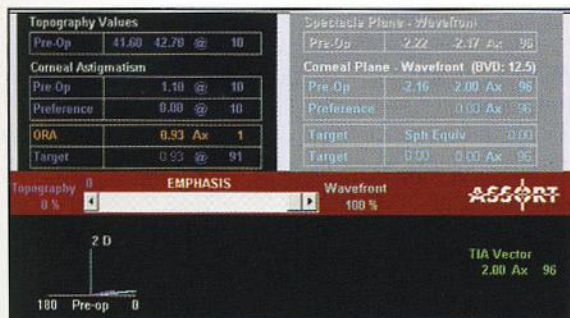 Topography Values
Pre-Op 41.60 42.70 @ 10
Corneal Astigmatism
Pre-Op 1.10 @ 10
Preference 0.00 @ 10
ORA 0.93 Ax 1
Target 0.93 @ 91
Spectacle Plane - Wavefront
Pre-Op -2.22 -2.17 Ax 96
Corneal Plane - Wavefront (BVD: 12.5)
Pre-Op -2.16 -2.00 Ax 96
Preference 0.00 Ax 96
Target Sph Equiv 0.00
Target 0.00 0.00 Ax 96
Topography 0 EMPHASIS Wavefront
0 % 100 %
ASSORT
2 D
180 Pre-op 0
TIA Vector
2.00 Ax 96